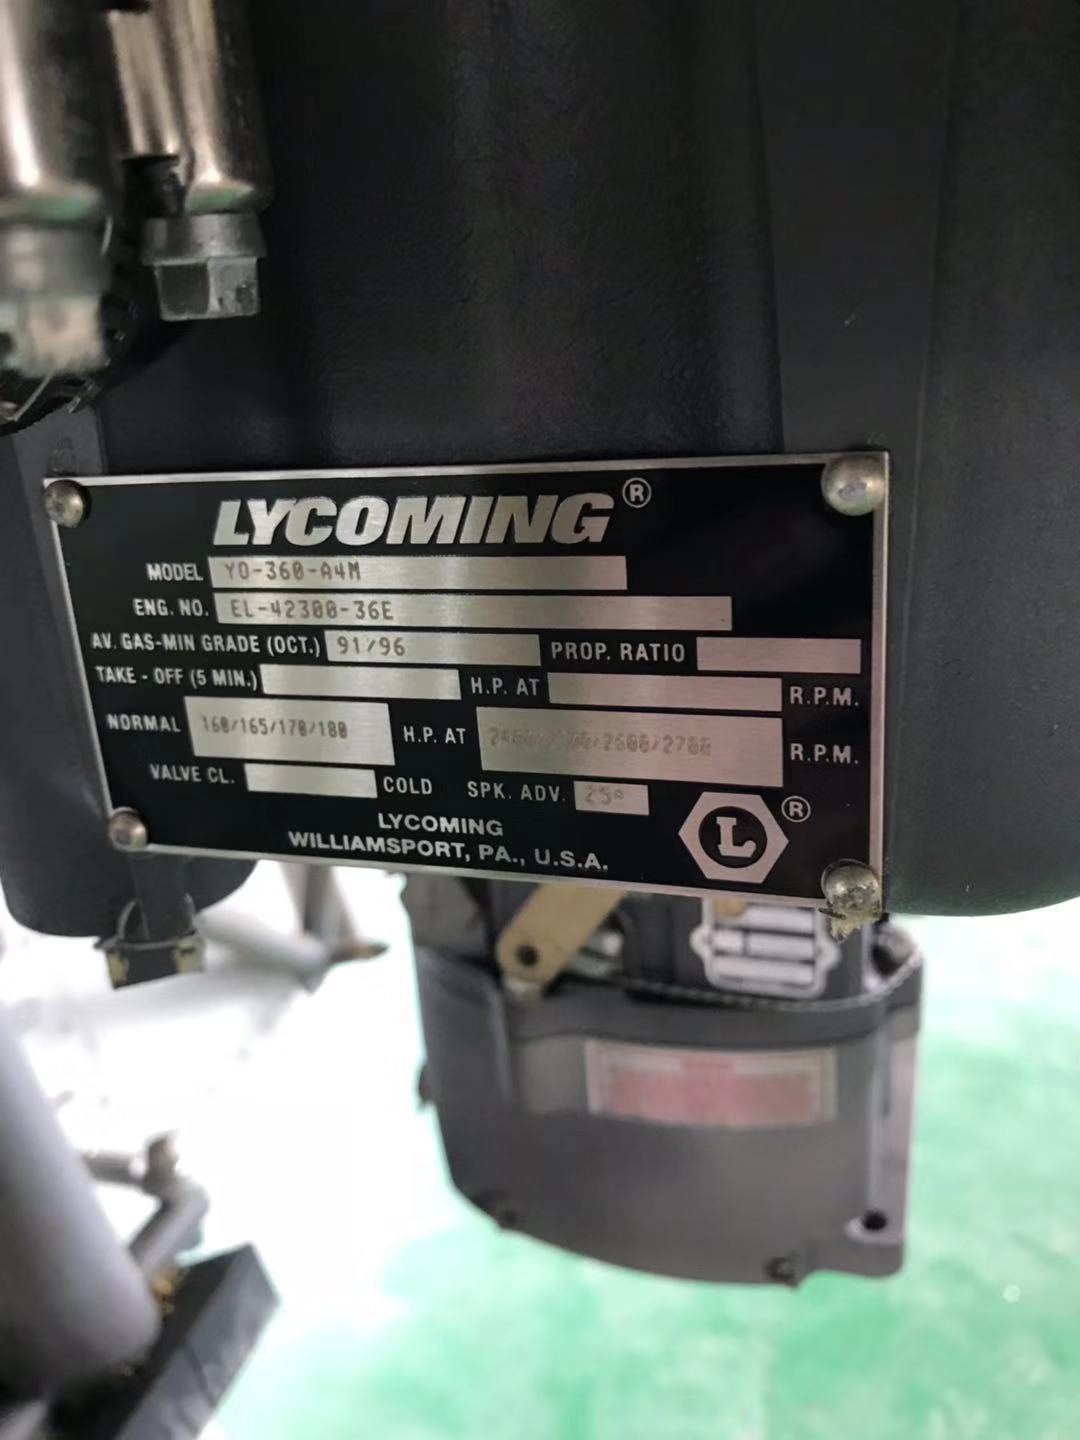 LYCOMING ®
MODEL YO-360-A4M
ENG. NO. EL-42300-36E
AV. GAS-MIN GRADE (OCT.) 91/96 PROP. RATIO
TAKE - OFF (5 MIN.) H.P. AT R.P.M.
NORMAL 160/165/170/180 H.P. AT R.P.M.
VALVE CL. COLD SPK. ADV. 25°
LYCOMING
WILLIAMSPORT, PA., U.S.A.
L ®